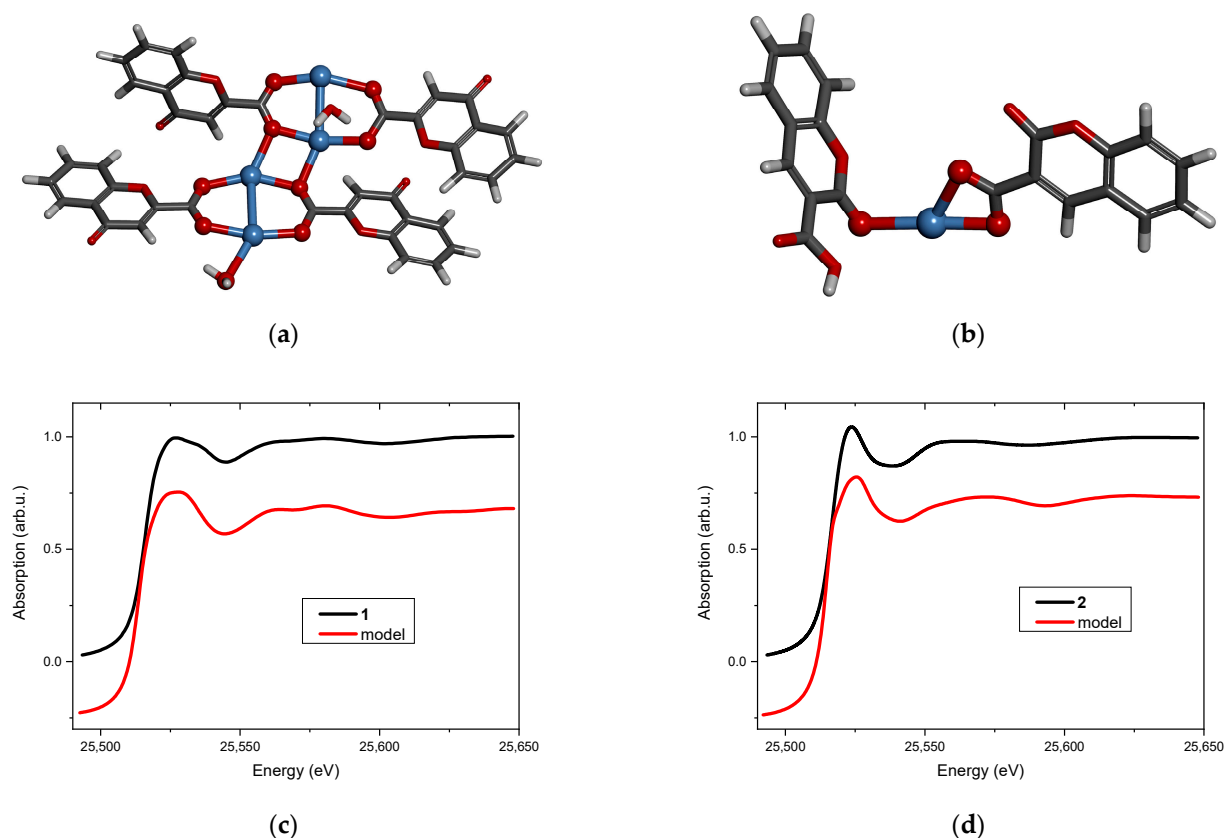 (a)
(b)
1.0
0.5
0.0
Absorption (arb.u.)
1
model
25,500
25,550
25,600
25,650
Energy (eV)
(c)
1.0
0.5
0.0
Absorption (arb.u.)
2
model
25,500
25,550
25,600
25,650
Energy (eV)
(d)